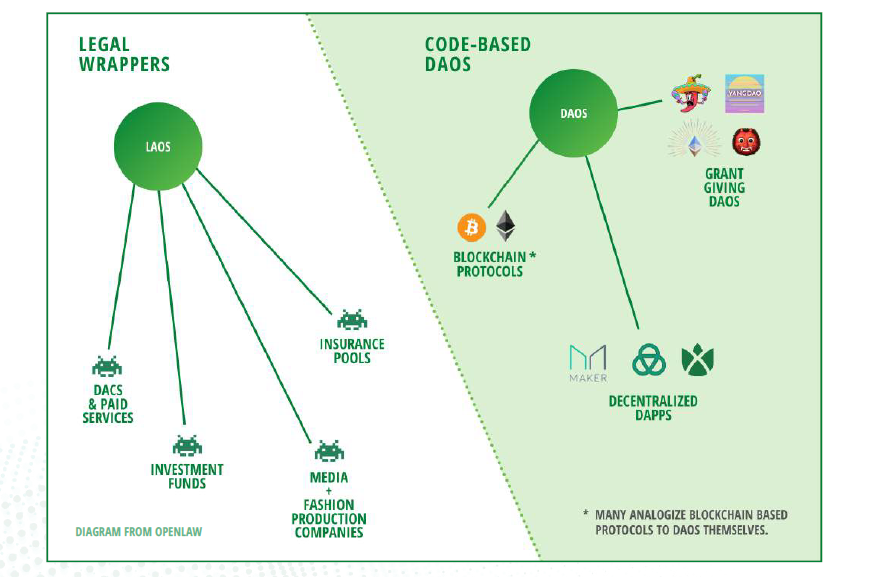 LEGAL
WRAPPERS
LAOS
DACS
& PAID
SERVICES
INVESTMENT
FUNDS
MEDIA
+
FASHION
PRODUCTION
COMPANIES
INSURANCE
POOLS
DIAGRAM FROM OPENLAW
CODE-BASED
DAOS
DAOS
YANGDAO
GRANT
GIVING
DAOS
BLOCKCHAIN *
PROTOCOLS
MAKER
DECENTRALIZED
DAPPS
* MANY ANALOGIZE BLOCKCHAIN BASED
PROTOCOLS TO DAOS THEMSELVES.